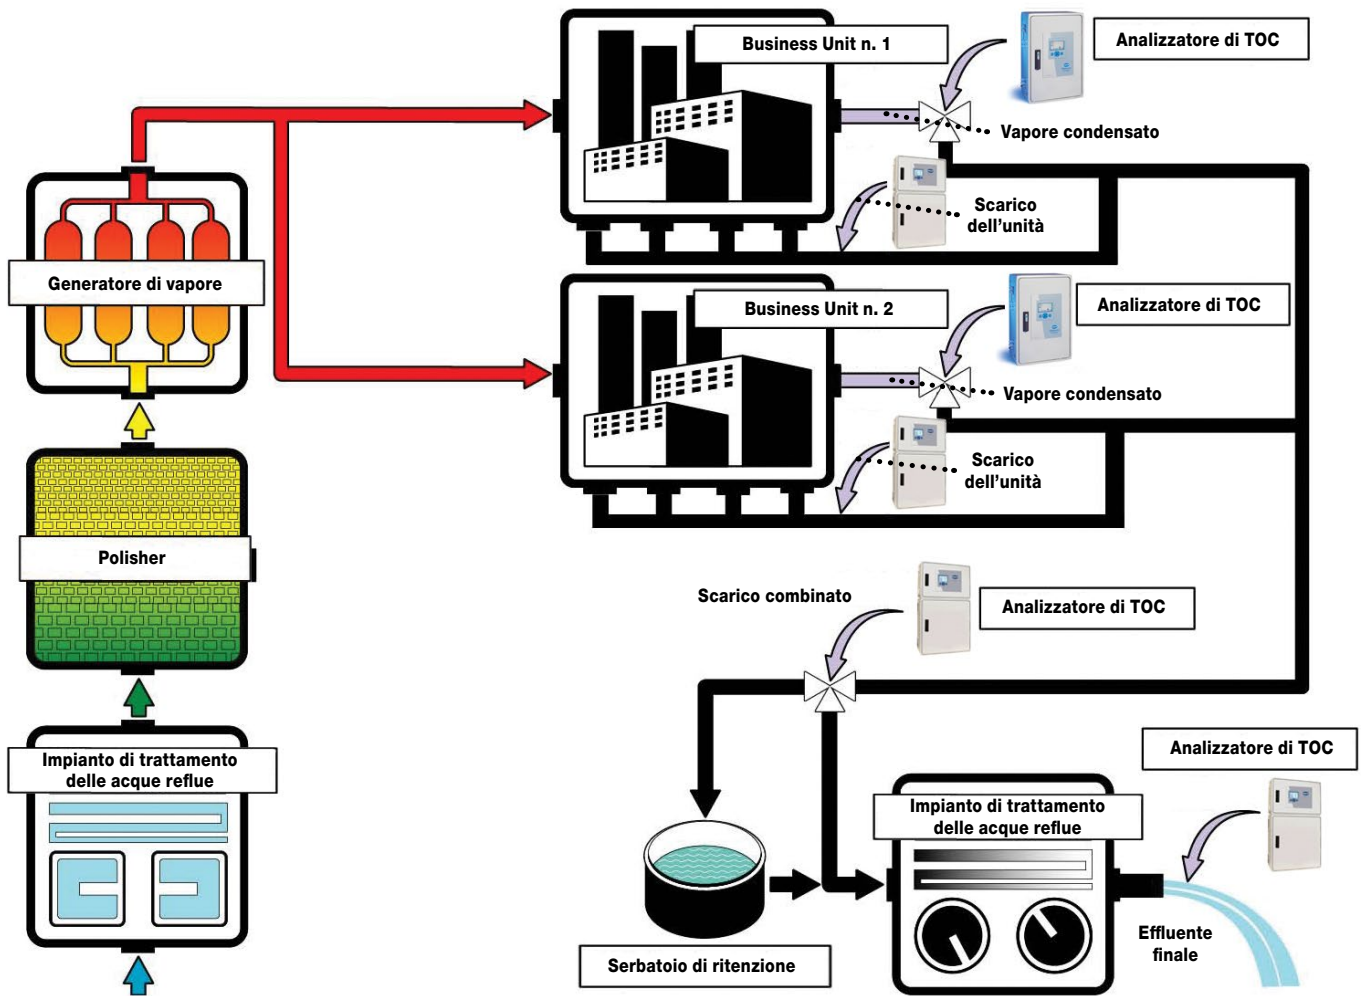 Business Unit n. 1
Analizzatore di TOC
Vapore condensato
Scarico
dell'unità
Generatore di vapore
Business Unit n. 2
Analizzatore di TOC
Vapore condensato
Scarico
dell'unità
Polisher
Scarico combinato
Analizzatore di TOC
Impianto di trattamento
delle acque reflue
Analizzatore di TOC
Impianto di trattamento
delle acque reflue
Effluente
finale
Serbatoio di ritenzione